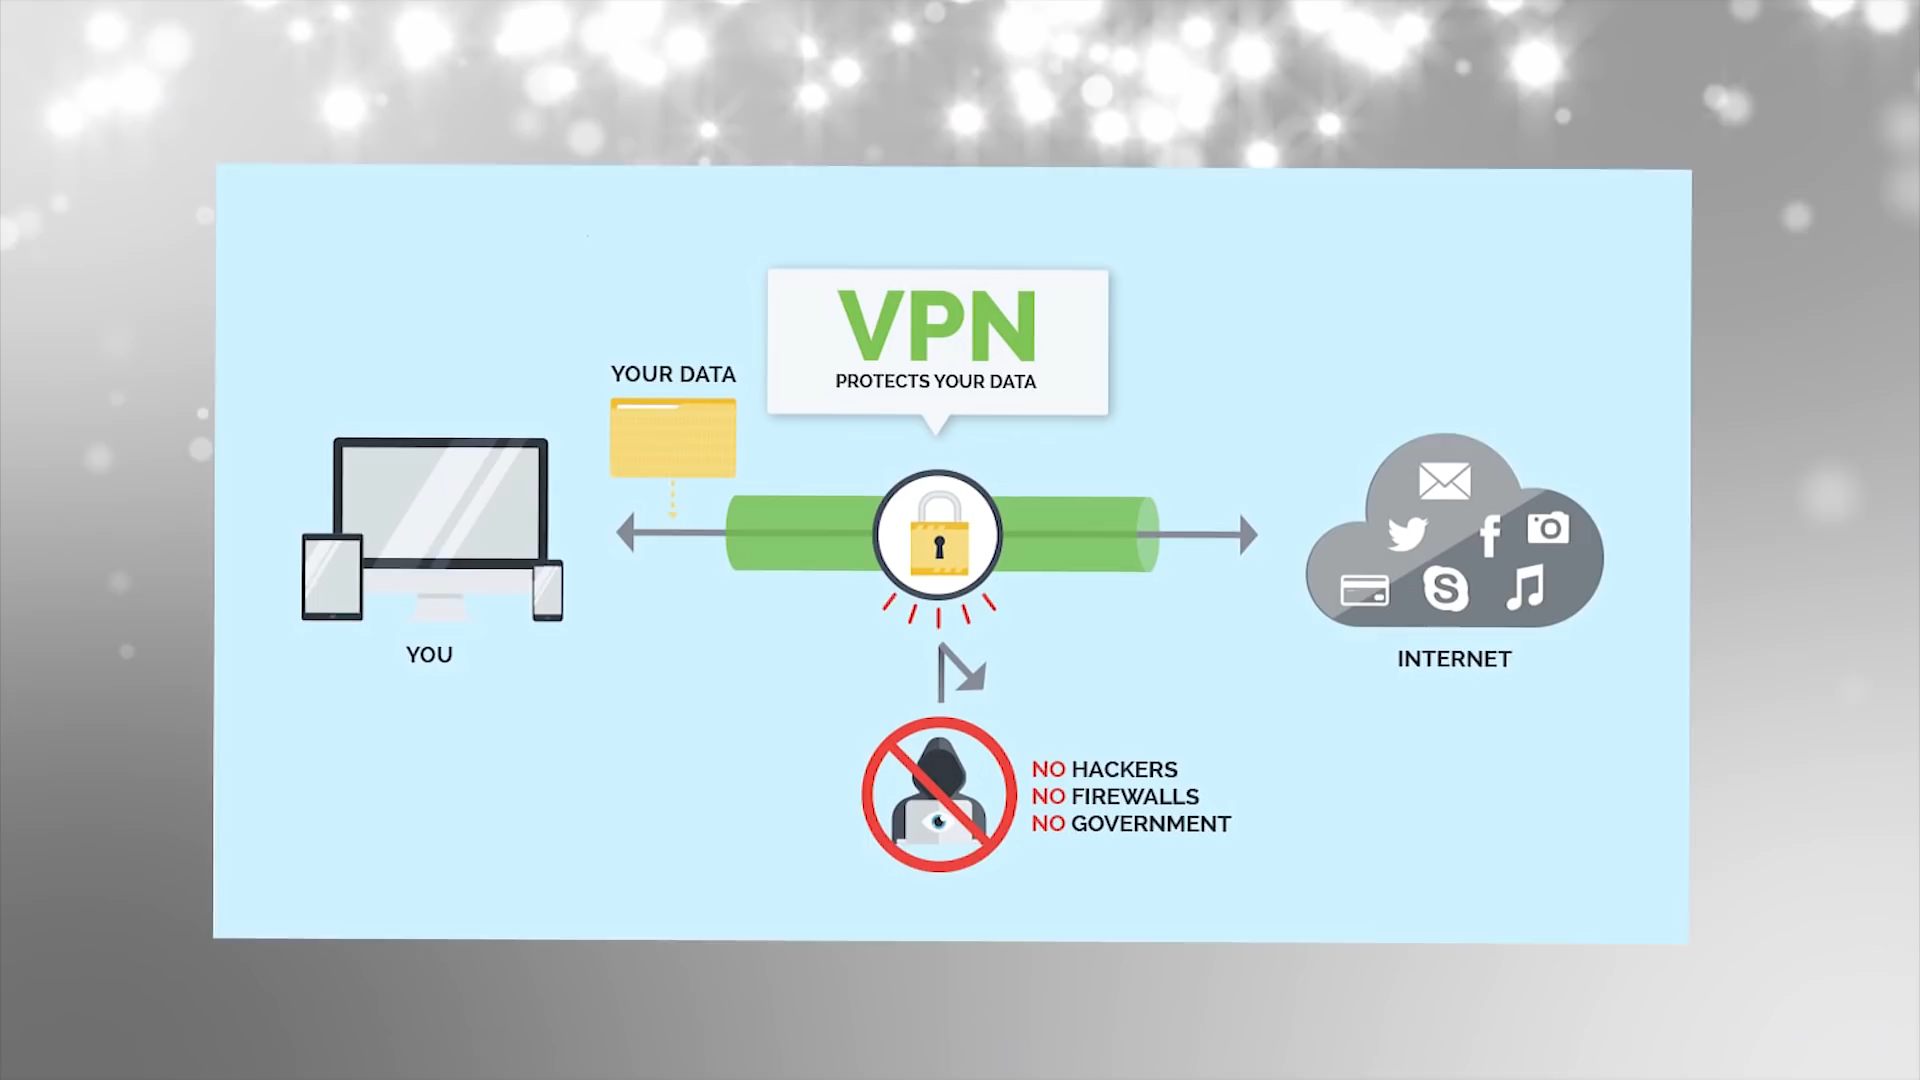 VPN
PROTECTS YOUR DATA
YOUR DATA
YOU
INTERNET
NO HACKERS
NO FIREWALLS
NO GOVERNMENT